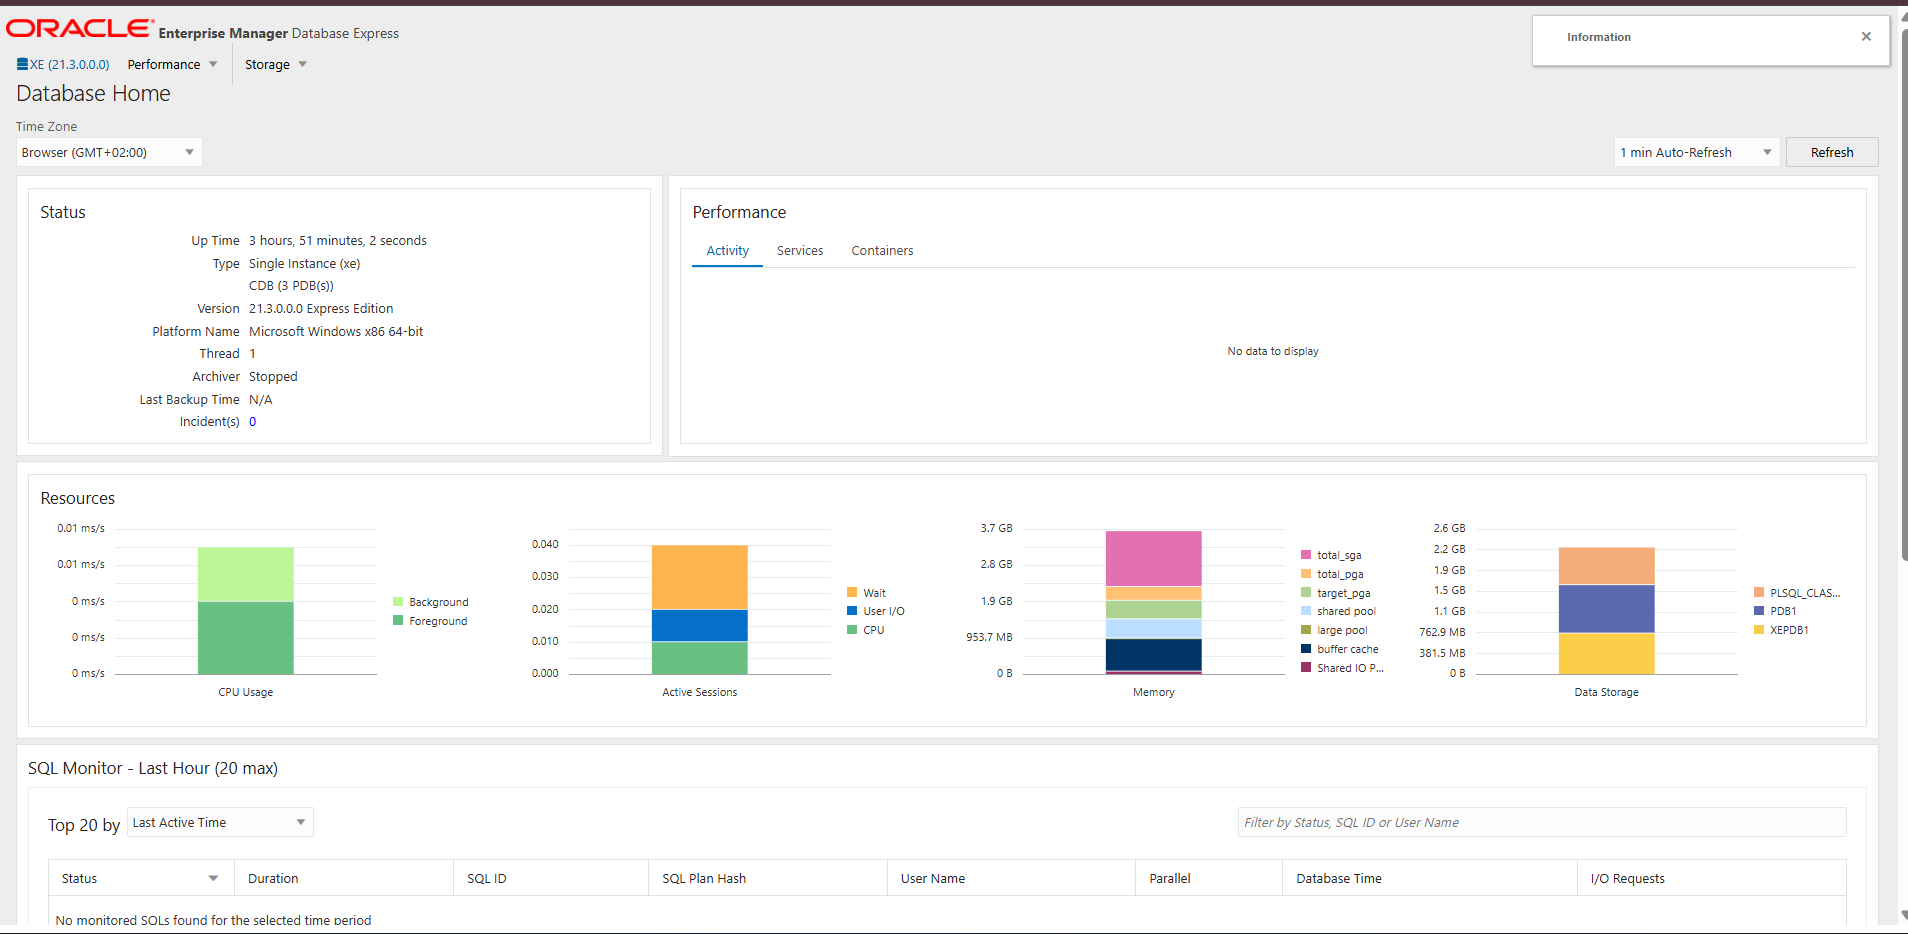 ORACLE Enterprise Manager Database Express
Information
XE (21.3.0.0.0) Performance Storage
Database Home
Time Zone
Browser (GMT+02:00)
1 min Auto-Refresh Refresh
Status
Up Time 3 hours, 51 minutes, 2 seconds
Type Single Instance (xe)
CDB (3 PDB(s))
Version 21.3.0.0.0 Express Edition
Platform Name Microsoft Windows x86 64-bit
Thread 1
Archiver Stopped
Last Backup Time N/A
Incident(s) 0
Performance
Activity Services Containers
No data to display
Resources
0.01 ms/s
0.01 ms/s
0 ms/s
0 ms/s
0 ms/s
CPU Usage
Background
Foreground
0.040
0.030
0.020
0.010
0.000
Active Sessions
Wait
User I/O
CPU
3.7 GB
2.8 GB
1.9 GB
953.7 MB
0 B
Memory
total_sga
total_pga
target_pga
shared pool
large pool
buffer cache
Shared IO P...
2.6 GB
2.2 GB
1.9 GB
1.5 GB
1.1 GB
762.9 MB
381.5 MB
0 B
Data Storage
PLSQL_CLAS...
PDB1
XEPDB1
SQL Monitor - Last Hour (20 max)
Top 20 by Last Active Time
Filter by Status, SQL ID or User Name
Status Duration SQL ID SQL Plan Hash User Name Parallel Database Time I/O Requests
No monitored SQLs found for the selected time period